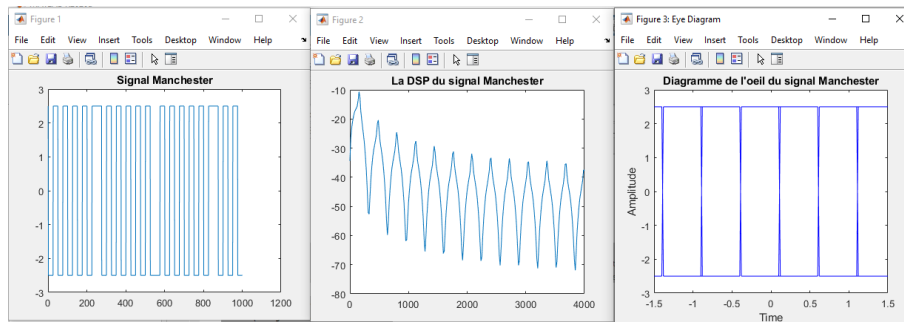 Figure 1
File Edit View Insert Tools Desktop Window Help
Signal Manchester
3
2
1
0
-1
-2
-3
0 200 400 600 800 1000 1200
Figure 2
File Edit View Insert Tools Desktop Window Help
La DSP du signal Manchester
-10
-20
-30
-40
-50
-60
-70
-80
0 1000 2000 3000 4000
Figure 3: Eye Diagram
File Edit View Insert Tools Desktop Window Help
Diagramme de l'oeil du signal Manchester
3
2
1
0
-1
-2
-3
Amplitude
-1.5 -1 -0.5 0 0.5 1 1.5
Time